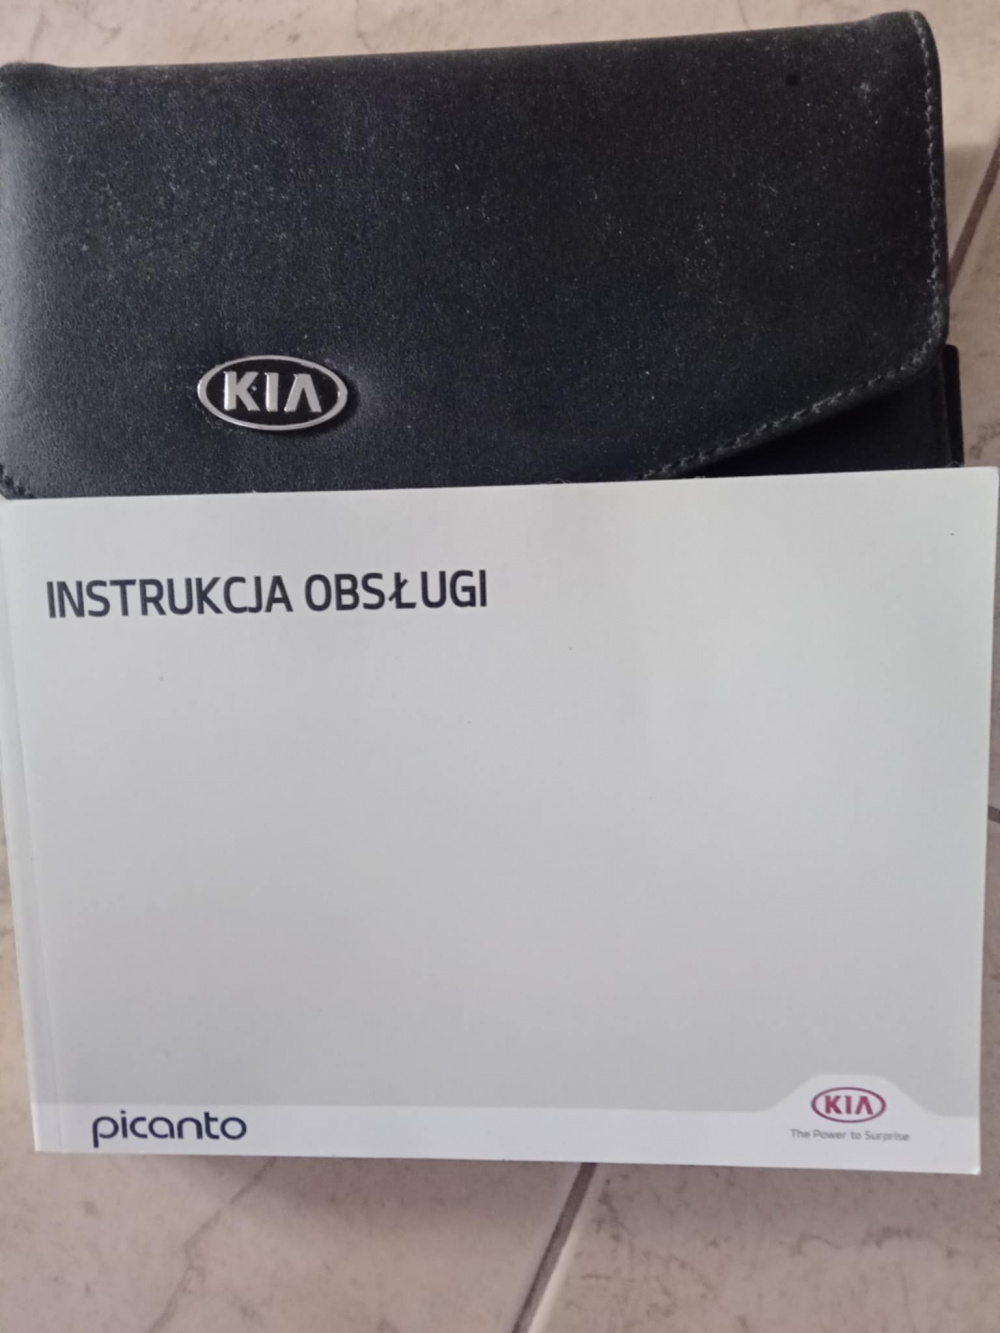 KIA
INSTRUKCJA OBSŁUGI
picanto
KIA
The Power to Surprise